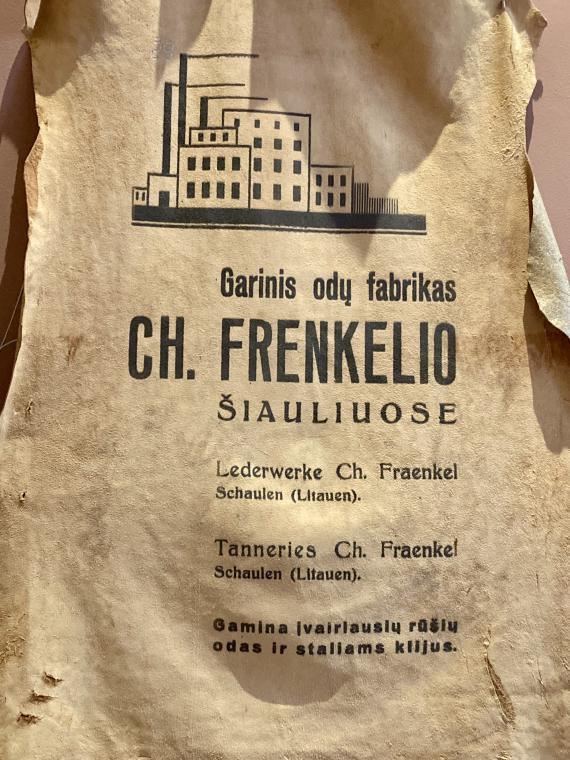 Garinis odų fabrikas
CH. FRENKELIO
ŠIAULIUOSE
Lederwerke Ch. Fraenkel
Schaulen (Litauen).
Tanneries Ch. Fraenkel
Schaulen (Litauen).
Gamina įvairiausių rūšių
odas ir staliams klijus.